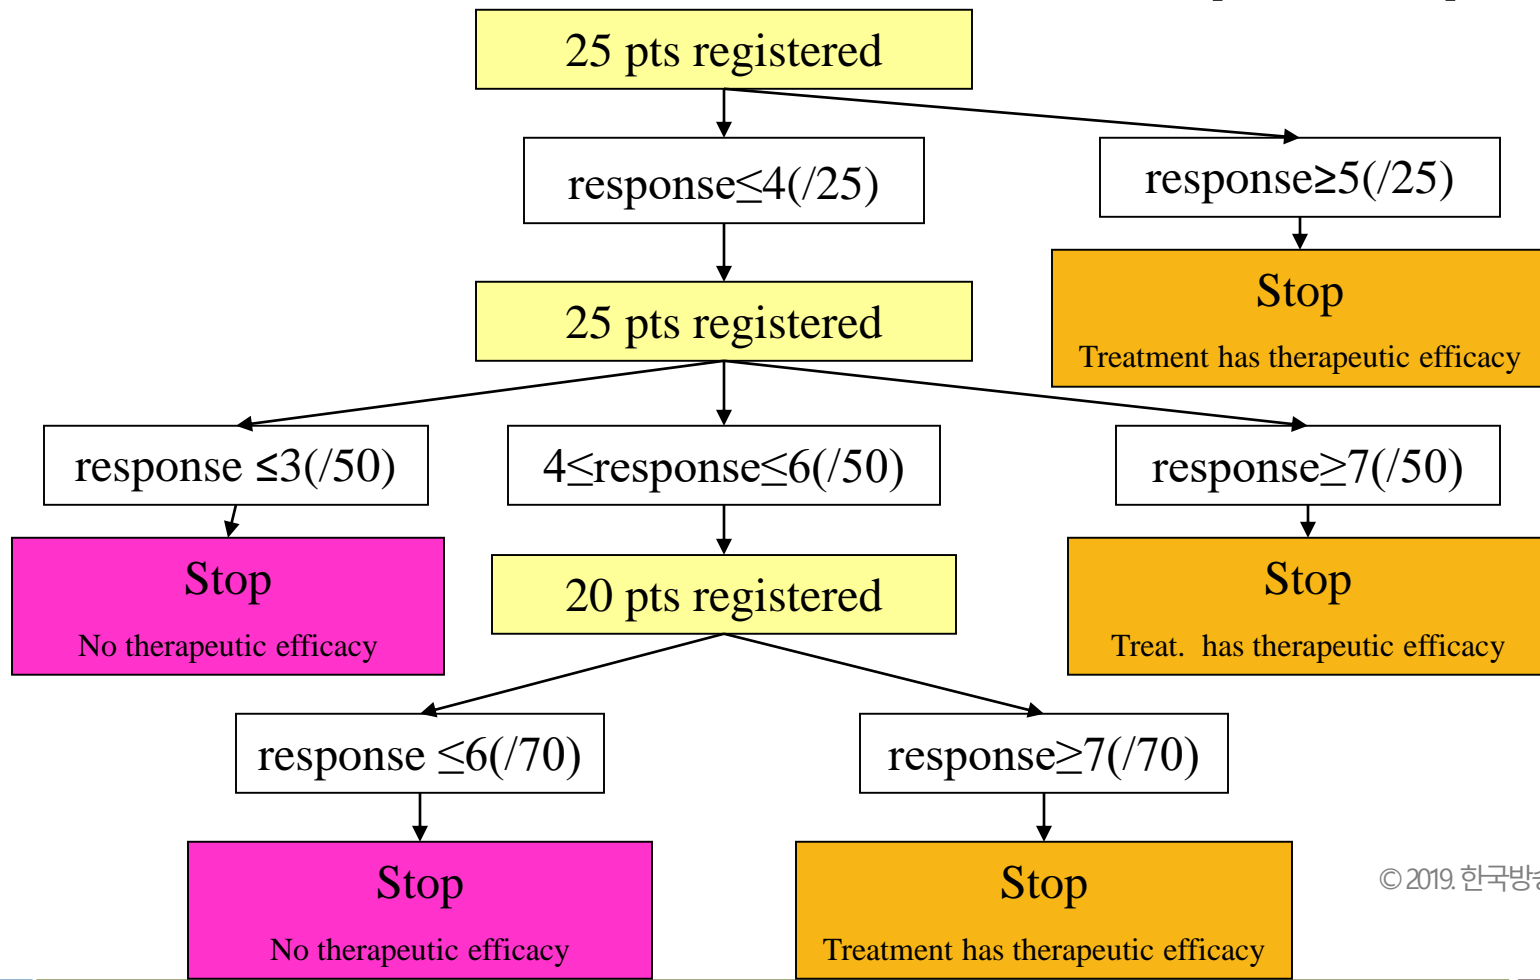 25 pts registered
response≤4(/25)
response≥5(/25)
Stop
Treatment has therapeutic efficacy
25 pts registered
response ≤3(/50)
4≤response≤6(/50)
response≥7(/50)
Stop
No therapeutic efficacy
20 pts registered
Stop
Treat. has therapeutic efficacy
response ≤6(/70)
response≥7(/70)
Stop
No therapeutic efficacy
Stop
Treatment has therapeutic efficacy
© 2019. 한국방송